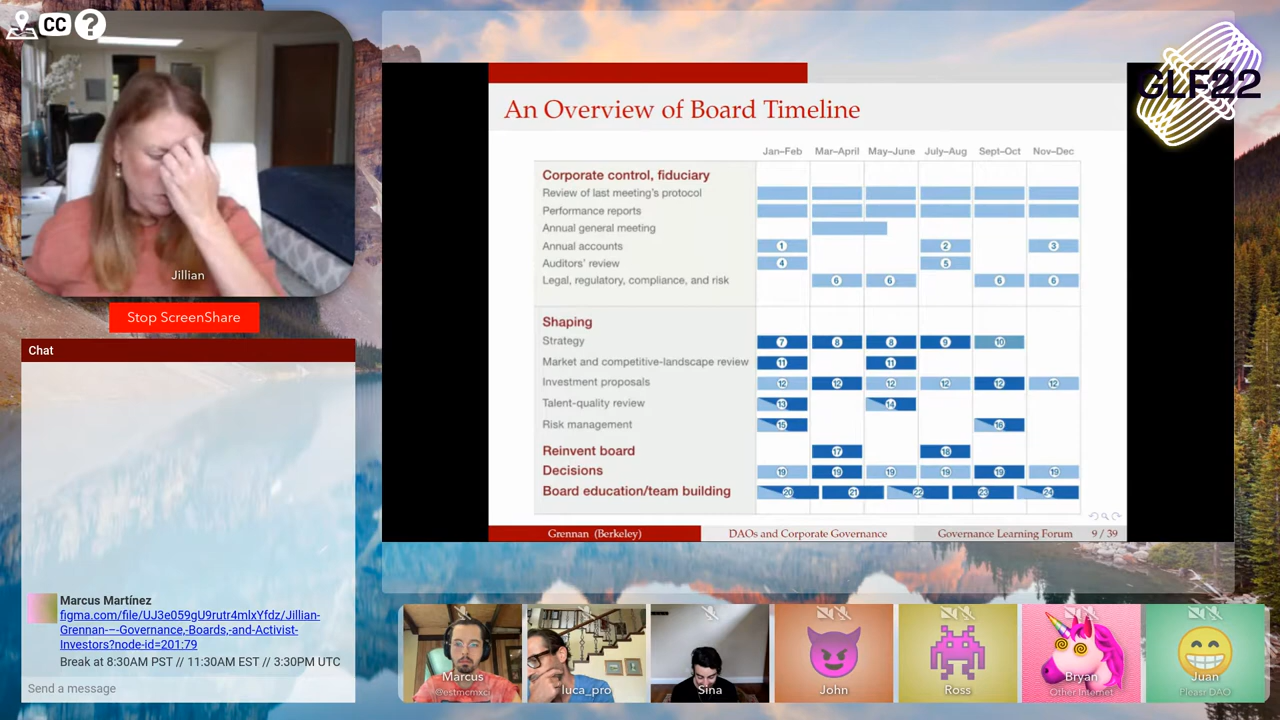 CC
?
Jillian
Stop ScreenShare
Chat
Marcus Martínez
figma.com/file/UJ3e059gU9rutr4mlxYfdz/Jillian-
Grennan-–-Governance,-Boards,-and-Activist-
Investors?node-id=201:79
Break at 8:30AM PST // 11:30AM EST // 3:30PM UTC
Send a message
GLF22
An Overview of Board Timeline
Jan–Feb Mar–April May–June July–Aug Sept–Oct Nov–Dec
Corporate control, fiduciary
Review of last meeting's protocol
Performance reports
Annual general meeting
Annual accounts 1 2 3
Auditors' review 4 5
Legal, regulatory, compliance, and risk 6 6 6 6
Shaping
Strategy 7 8 8 9 10
Market and competitive-landscape review 11 11
Investment proposals 12 12 12 12 12 12
Talent-quality review 13 14
Risk management 15 16
Reinvent board 17 18
Decisions 19 19 19 19 19 19
Board education/team building 20 21 22 23 24
Grennan (Berkeley) DAOs and Corporate Governance Governance Learning Forum 9 / 39
Marcus
@estmcmxci
luca_pro
Sina
John
Ross
Bryan
Other Internet
Juan
Please DAO